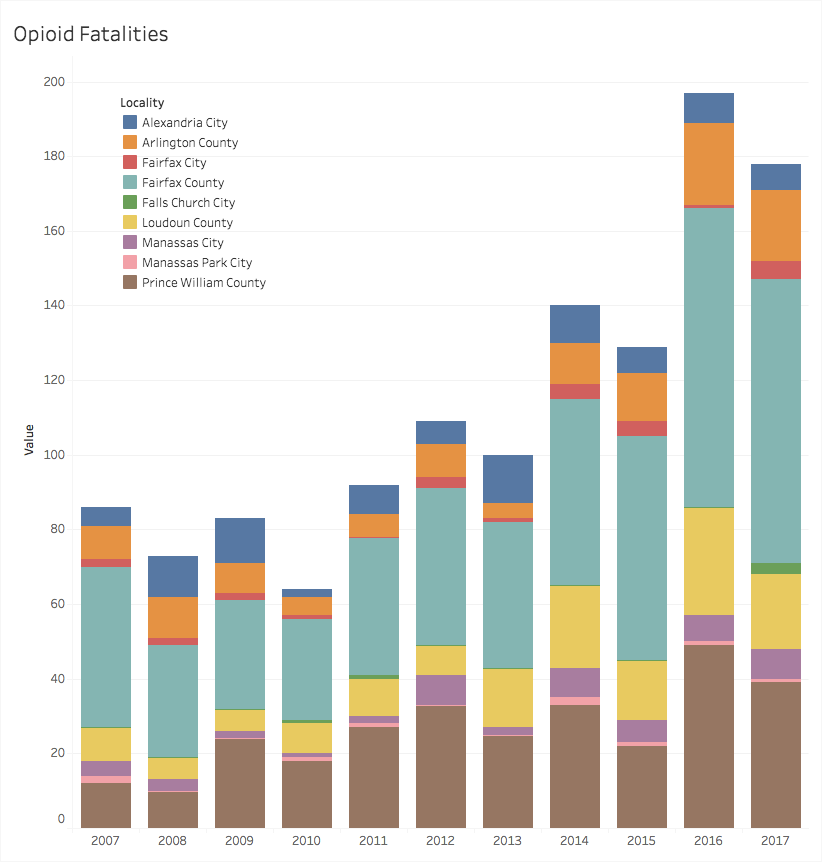 Opioid Fatalities
200
180
160
140
120
100
80
60
40
20
0
Value
Locality
Alexandria City
Arlington County
Fairfax City
Fairfax County
Falls Church City
Loudoun County
Manassas City
Manassas Park City
Prince William County
2007 2008 2009 2010 2011 2012 2013 2014 2015 2016 2017